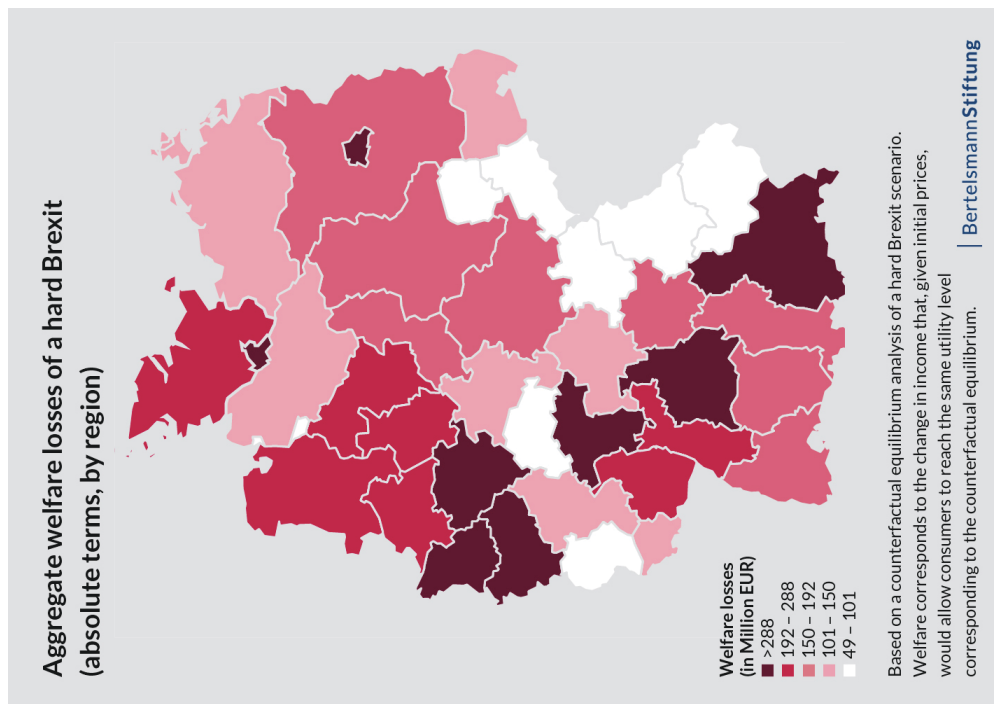 Aggregate welfare losses of a hard Brexit
(absolute terms, by region)
Welfare losses
(in Million EUR)
>288
192 – 288
150 – 192
101 – 150
49 – 101
Based on a counterfactual equilibrium analysis of a hard Brexit scenario.
Welfare corresponds to the change in income that, given initial prices,
would allow consumers to reach the same utility level
corresponding to the counterfactual equilibrium.
| BertelsmannStiftung